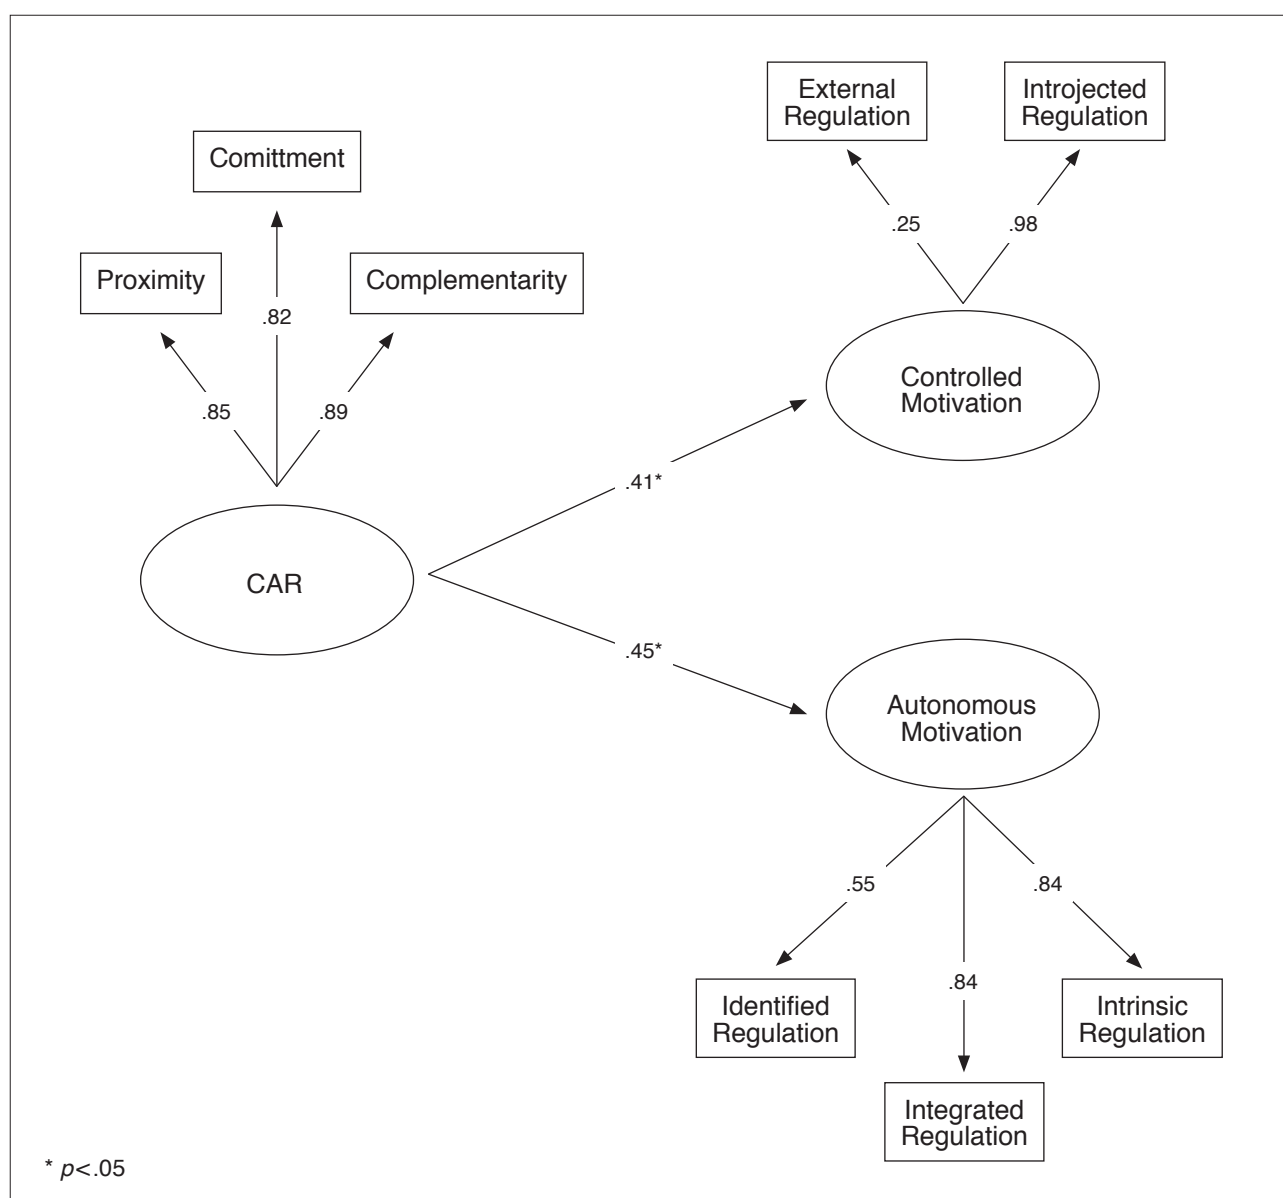 External
Regulation
Introjected
Regulation
Comittment
Proximity
Complementarity
.25
.98
.82
.85
.89
Controlled
Motivation
.41*
CAR
.45*
Autonomous
Motivation
.55
.84
.84
Identified
Regulation
Intrinsic
Regulation
Integrated
Regulation
* p<.05